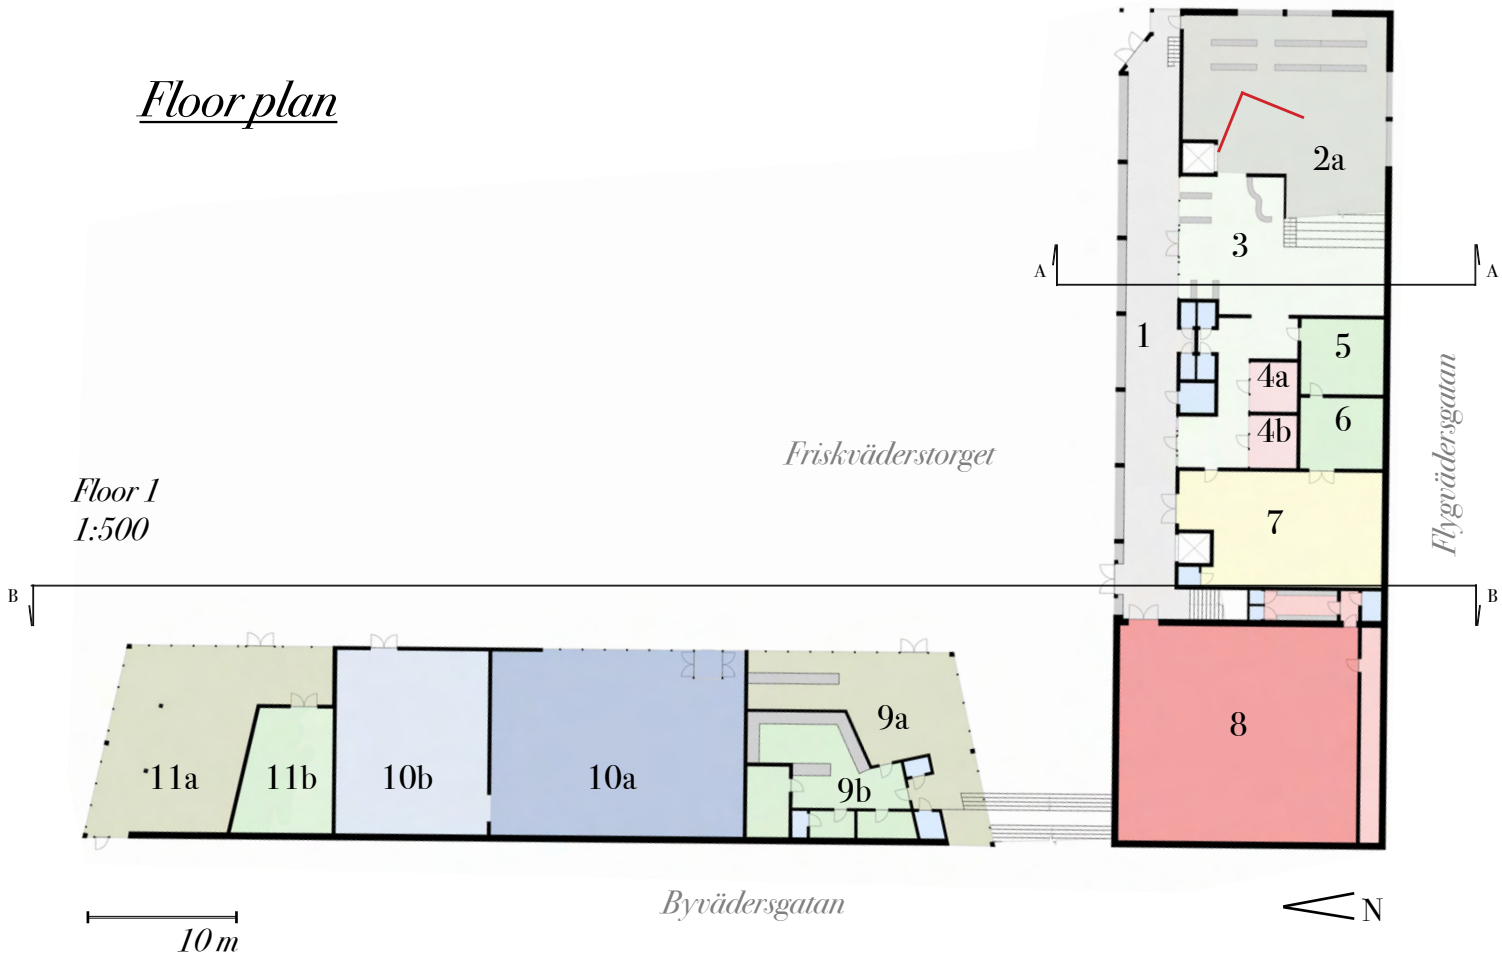 Floor plan
2a
3
A
A
1
5
4a
6
4b
Friskväderstorget
Flygvädersgatan
Floor 1
1:500
7
B
B
8
9a
11a
11b
10b
10a
9b
Byvädersgatan
N
10 m